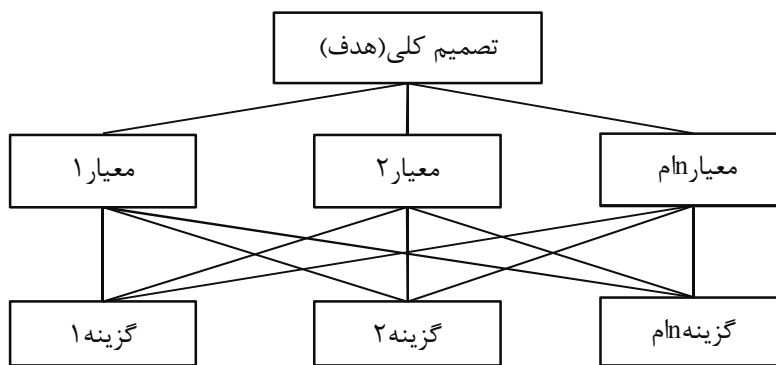 تصمیم کلی(هدف)
معیار۱
معیار۲
معیارnام
گزینه۱
گزینه۲
گزینهnام